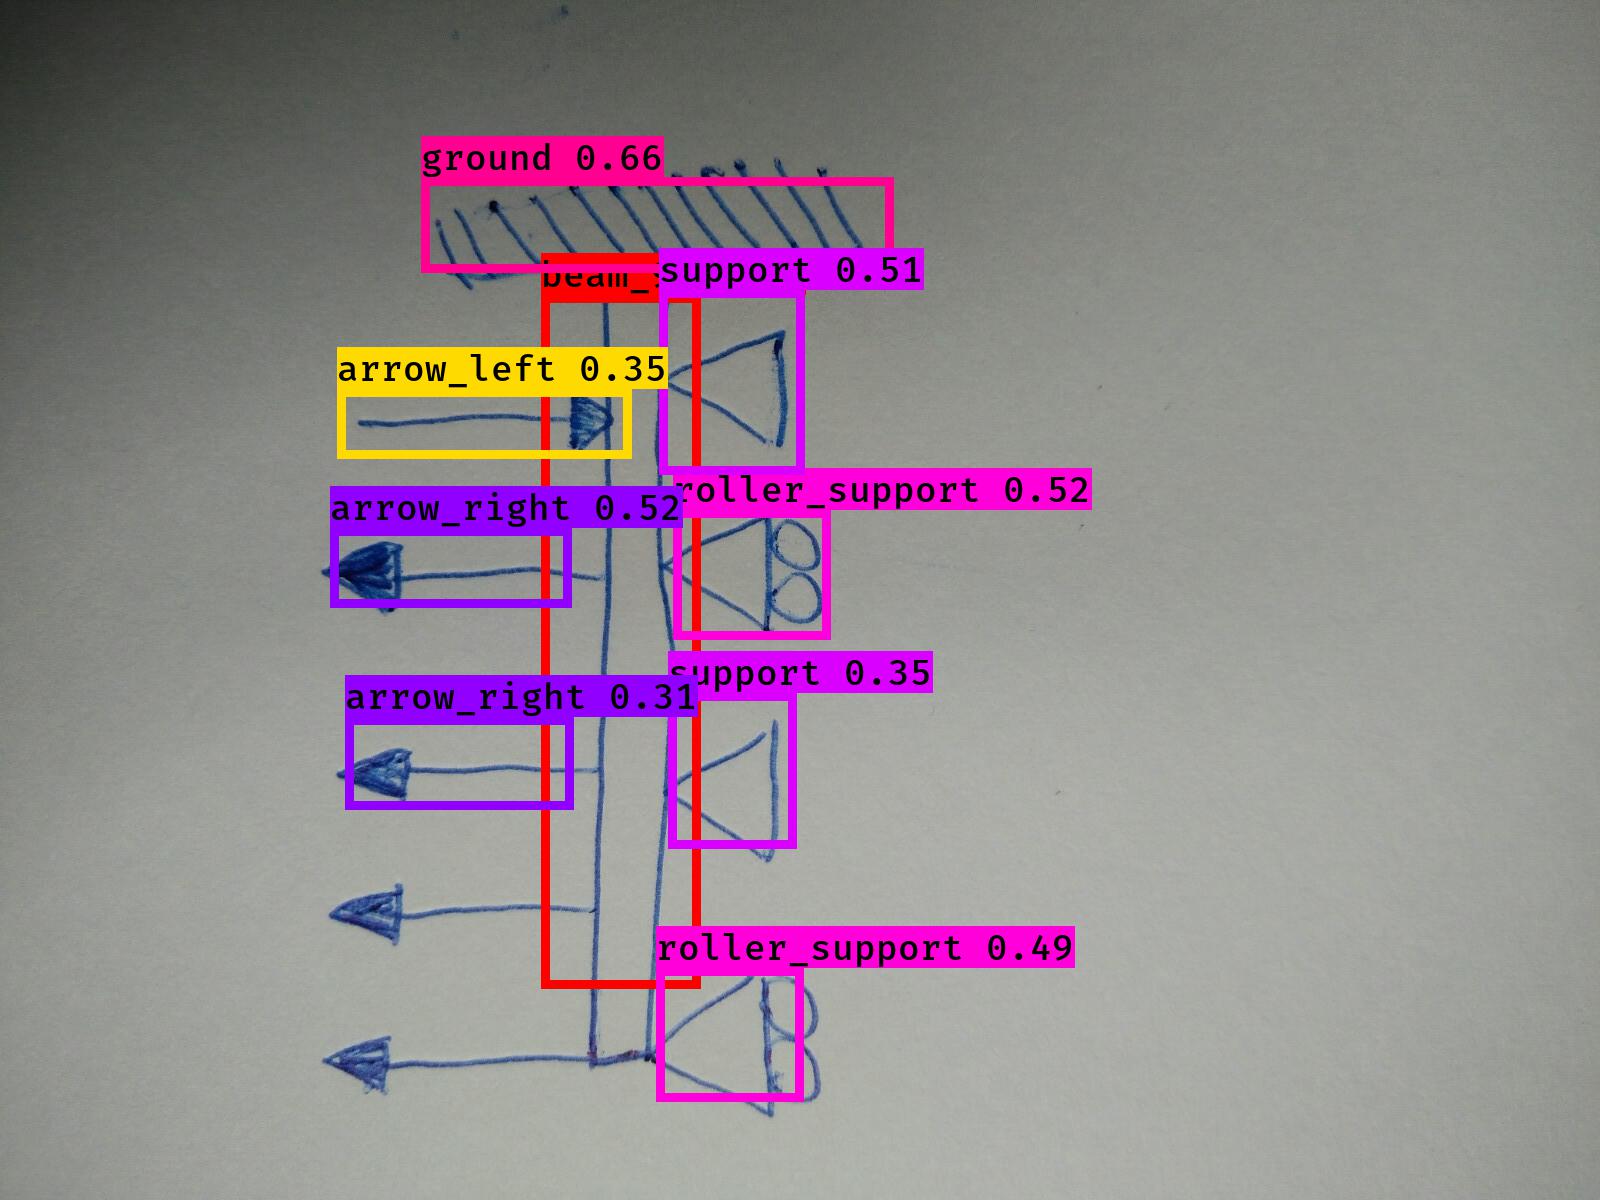 ground 0.66
beam_s
support 0.51
arrow_left 0.35
roller_support 0.52
arrow_right 0.52
support 0.35
arrow_right 0.31
roller_support 0.49